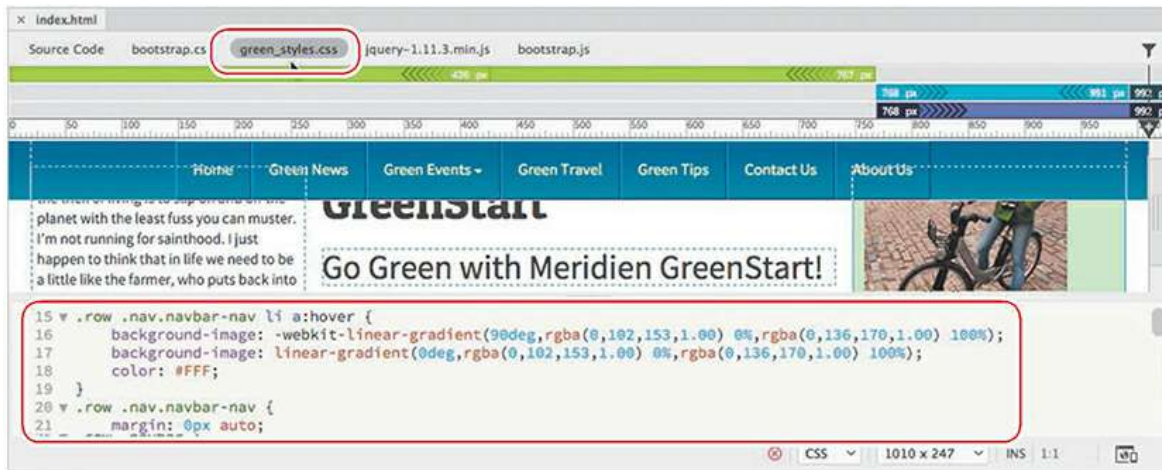 × index.html
Source Code bootstrap.cs green_styles.css jquery-1.11.3.min.js bootstrap.js
426 px 767 px
768 px 991 px 992 p
768 px 992 p
0 50 100 150 200 250 300 350 400 450 500 550 600 650 700 750 800 850 900 950
Home Green News Green Events Green Travel Green Tips Contact Us About Us
planet with the least fuss you can muster.
I'm not running for sainthood. I just
happen to think that in life we need to be
a little like the farmer, who puts back into
GreenStart
Go Green with Meridien GreenStart!
15 .row .nav.navbar-nav li a:hover {
16 background-image: -webkit-linear-gradient(90deg,rgba(0,102,153,1.00) 0%,rgba(0,136,170,1.00) 100%);
17 background-image: linear-gradient(0deg,rgba(0,102,153,1.00) 0%,rgba(0,136,170,1.00) 100%);
18 color: #FFF;
19 }
20 .row .nav.navbar-nav {
21 margin: 0px auto;
CSS 1010 x 247 INS 1:1